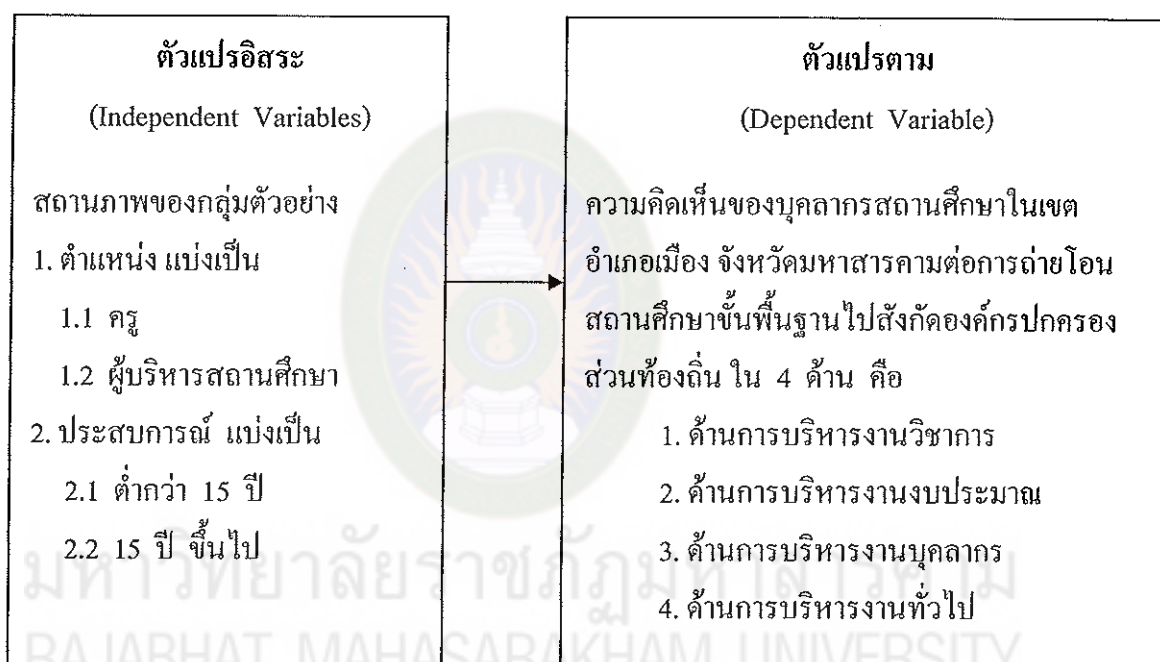 ตัวแปรอิสระ
(Independent Variables)
สถานภาพของกลุ่มตัวอย่าง
1. ตำแหน่ง แบ่งเป็น
1.1 ครู
1.2 ผู้บริหารสถานศึกษา
2. ประสบการณ์ แบ่งเป็น
2.1 ต่ำกว่า 15 ปี
2.2 15 ปี ขึ้นไป
ตัวแปรตาม
(Dependent Variable)
ความคิดเห็นของบุคลากรสถานศึกษาในเขต
อำเภอเมือง จังหวัดมหาสารคามต่อการถ่ายโอน
สถานศึกษาขั้นพื้นฐานไปสังกัดองค์กรปกครอง
ส่วนท้องถิ่น ใน 4 ด้าน คือ
1. ด้านการบริหารงานวิชาการ
2. ด้านการบริหารงานงบประมาณ
3. ด้านการบริหารงานบุคลากร
4. ด้านการบริหารงานทั่วไป
มหาวิทยาลัยราชภัฏมหาสารคาม
RAJABHAT MAHASARAKHAM UNIVERSITY